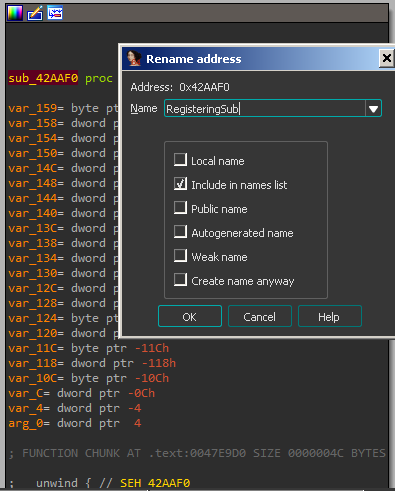 Rename address
Address: 0x42AAF0
Name RegisteringSub
Local name
Include in names list
Public name
Autogenerated name
Weak name
Create name anyway
OK Cancel Help
sub_42AAF0 proc
var_159= byte pt
var_158= dword p
var_154= dword p
var_150= dword p
var_14C= dword p
var_148= dword p
var_144= dword p
var_140= dword p
var_13C= dword p
var_138= dword p
var_134= dword p
var_130= dword p
var_12C= dword p
var_128= dword p
var_124= byte pt
var_120= dword p
var_11C= byte ptr -11Ch
var_118= dword ptr -118h
var_10C= byte ptr -10Ch
var_C= dword ptr -0Ch
var_4= dword ptr -4
arg_0= dword ptr 4
; FUNCTION CHUNK AT .text:0047E9D0 SIZE 0000004C BYTES
; unwind { // SEH_42AAF0